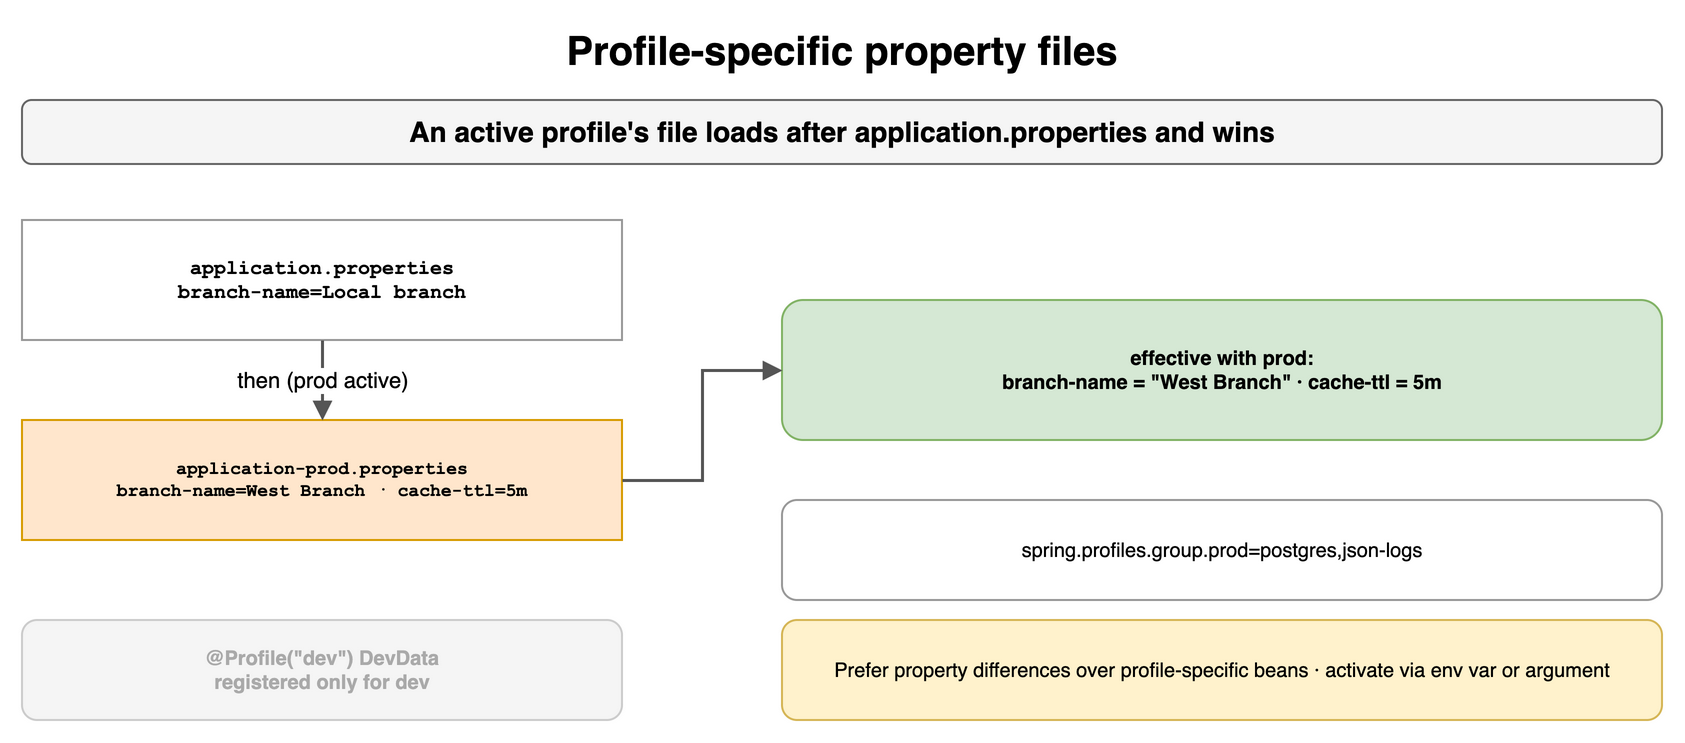 Profile-specific property files
An active profile's file loads after application.properties and wins
application.properties
branch-name=Local branch
then (prod active)
application-prod.properties
branch-name=West Branch · cache-ttl=5m
effective with prod:
branch-name = "West Branch" · cache-ttl = 5m
spring.profiles.group.prod=postgres,json-logs
@Profile("dev") DevData
registered only for dev
Prefer property differences over profile-specific beans · activate via env var or argument